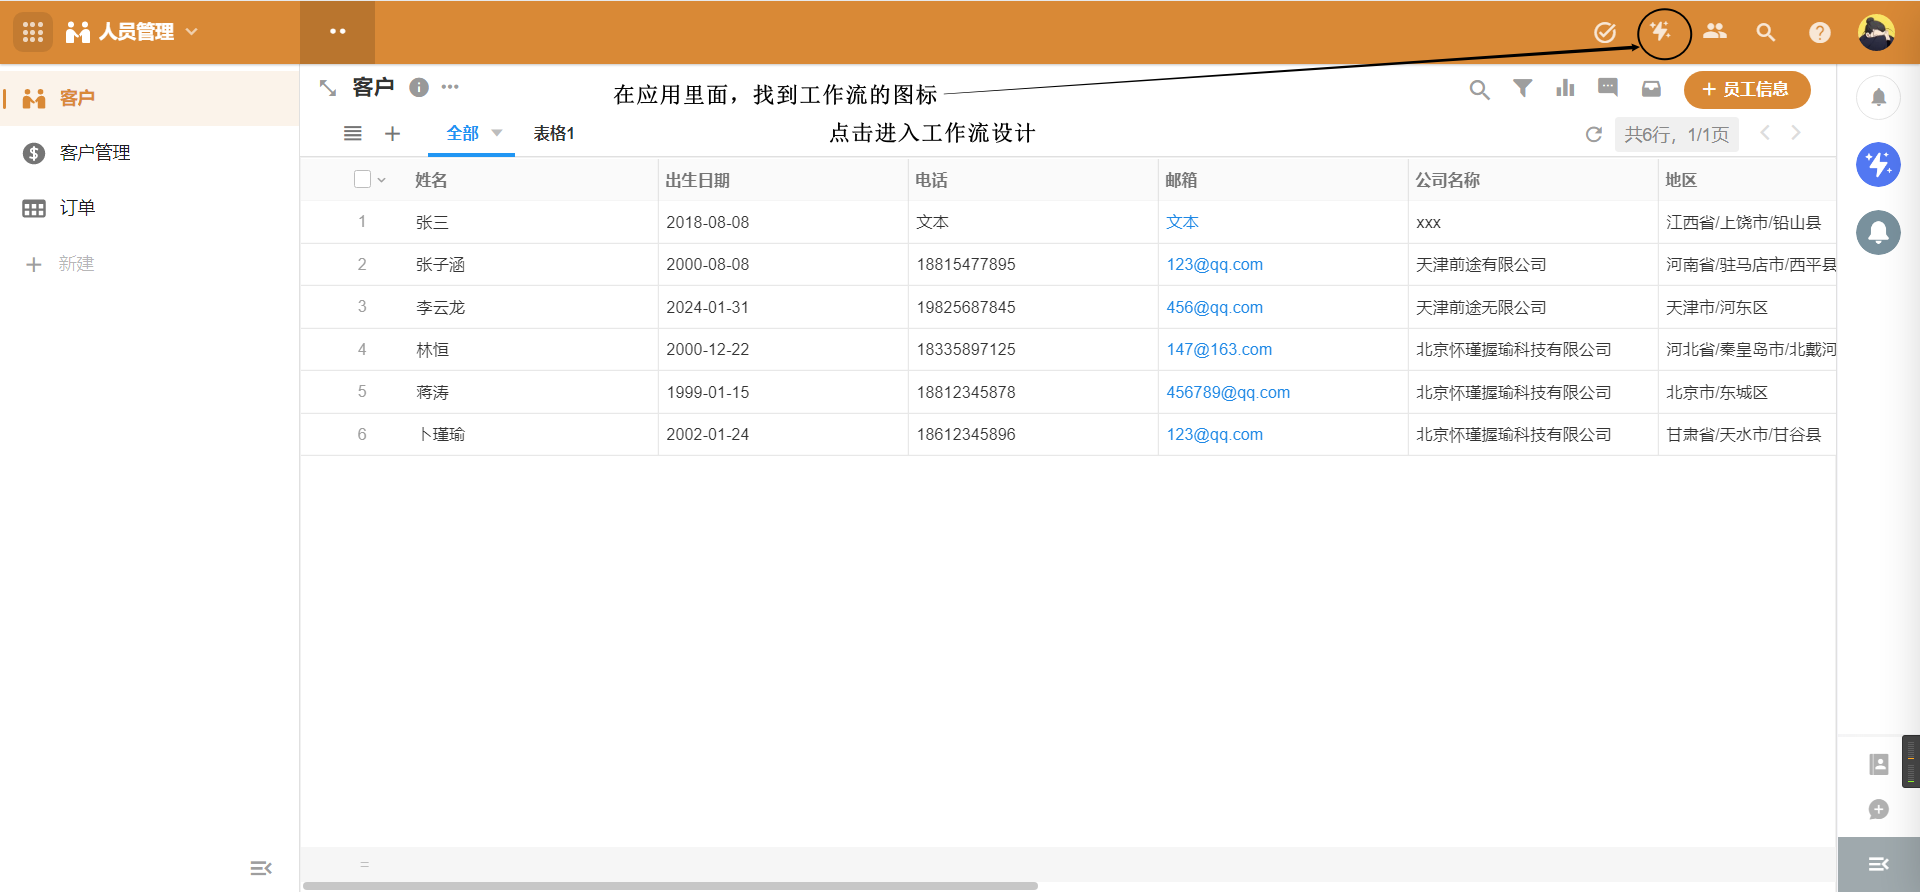 人员管理
客户
在应用里面，找到工作流的图标
+ 员工信息
客户
全部
表格1
点击进入工作流设计
共6行，1/1页
客户管理
订单
+ 新建
姓名 出生日期 电话 邮箱 公司名称 地区
1 张三 2018-08-08 文本 文本 xxx 江西省/上饶市/铅山县
2 张子涵 2000-08-08 18815477895 123@qq.com 天津前途有限公司 河南省/驻马店市/西平县
3 李云龙 2024-01-31 19825687845 456@qq.com 天津前途无限公司 天津市/河东区
4 林恒 2000-12-22 18335897125 147@163.com 北京怀瑾握瑜科技有限公司 河北省/秦皇岛市/北戴河
5 蒋涛 1999-01-15 18812345878 456789@qq.com 北京怀瑾握瑜科技有限公司 北京市/东城区
6 卜瑾瑜 2002-01-24 18612345896 123@qq.com 北京怀瑾握瑜科技有限公司 甘肃省/天水市/甘谷县
=